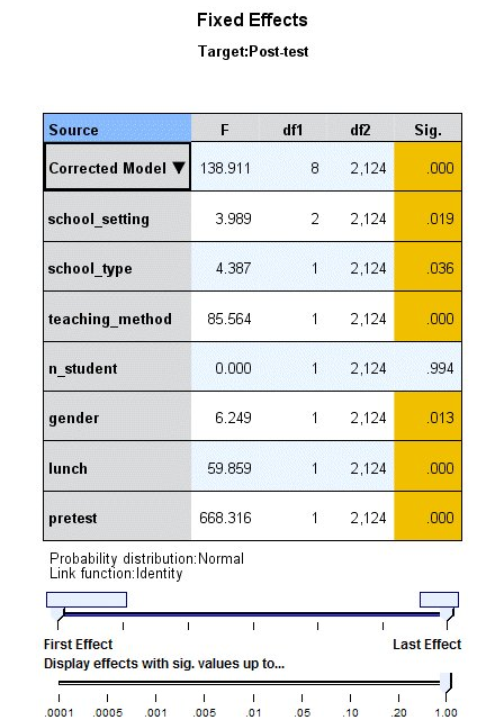 Fixed Effects
Target:Post-test
Source F df1 df2 Sig.
Corrected Model ▼ 138.911 8 2,124 .000
school_setting 3.989 2 2,124 .019
school_type 4.387 1 2,124 .036
teaching_method 85.564 1 2,124 .000
n_student 0.000 1 2,124 .994
gender 6.249 1 2,124 .013
lunch 59.859 1 2,124 .000
pretest 668.316 1 2,124 .000
Probability distribution:Normal
Link function:Identity
First Effect Last Effect
Display effects with sig. values up to...
.0001 .0005 .001 .005 .01 .05 .10 .20 1.00